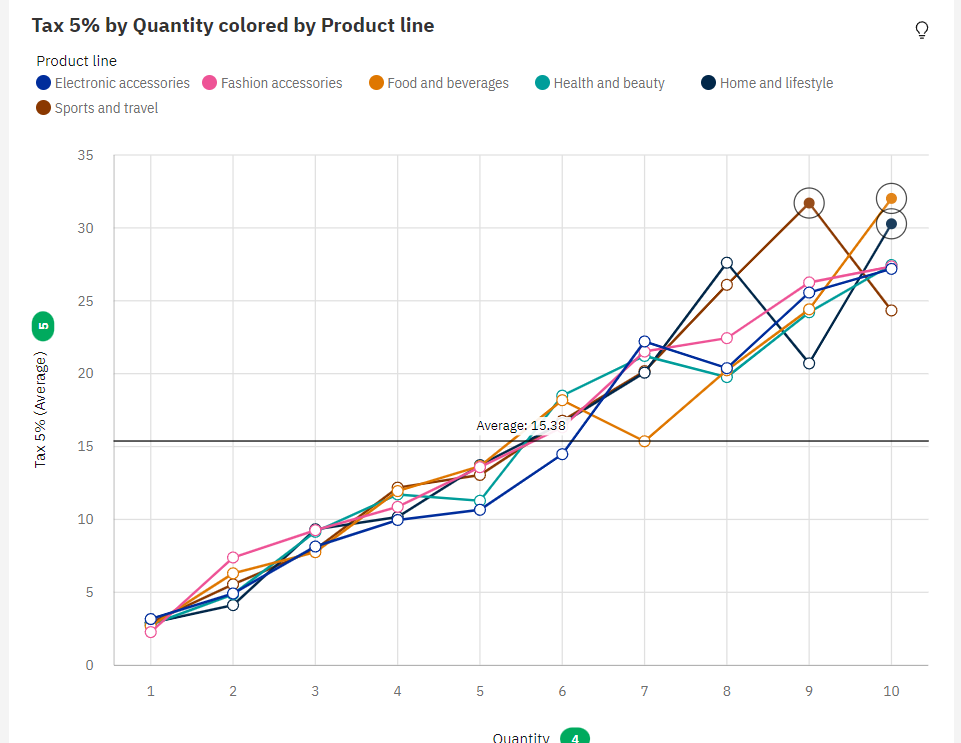 Tax 5% by Quantity colored by Product line
Product line
Electronic accessories Fashion accessories Food and beverages Health and beauty Home and lifestyle
Sports and travel
35
30
25
20
15
10
5
0
Tax 5% (Average) 5
Average: 15.38
1 2 3 4 5 6 7 8 9 10
Quantity 4